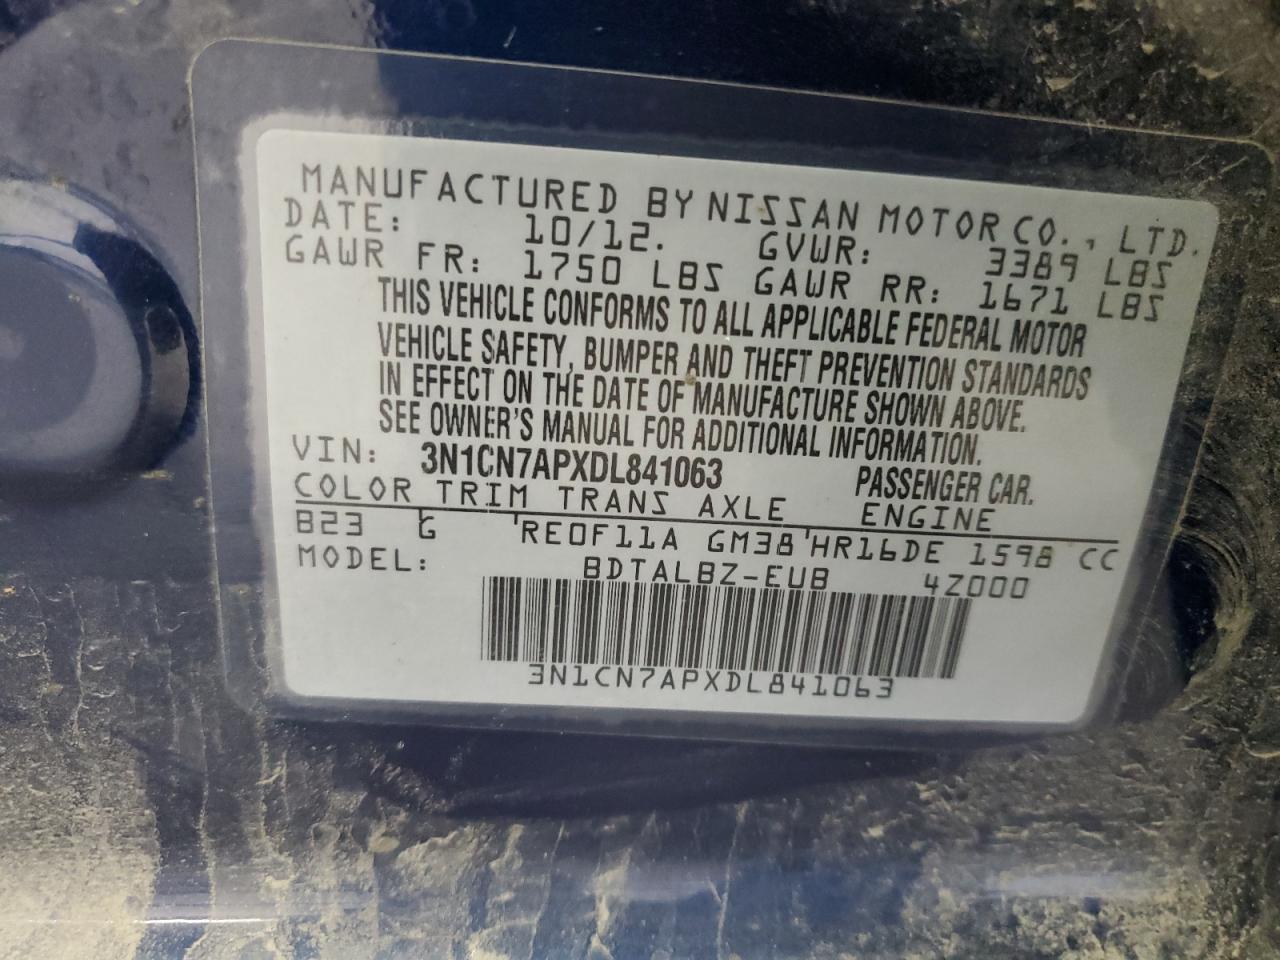 MANUFACTURED BY NISSAN MOTOR CO., LTD.
DATE: 10/12. GVWR: 3389 LBS
GAWR FR: 1750 LBS GAWR RR: 1671 LBS
THIS VEHICLE CONFORMS TO ALL APPLICABLE FEDERAL MOTOR
VEHICLE SAFETY, BUMPER AND THEFT PREVENTION STANDARDS
IN EFFECT ON THE DATE OF MANUFACTURE SHOWN ABOVE.
SEE OWNER'S MANUAL FOR ADDITIONAL INFORMATION.
VIN: 3N1CN7APXDL841063 PASSENGER CAR.
COLOR TRIM TRANS AXLE ENGINE
B23 G RE0F11A GM38 HR16DE 1598 CC
MODEL: BDTALBZ-EUB 4Z000
3N1CN7APXDL841063